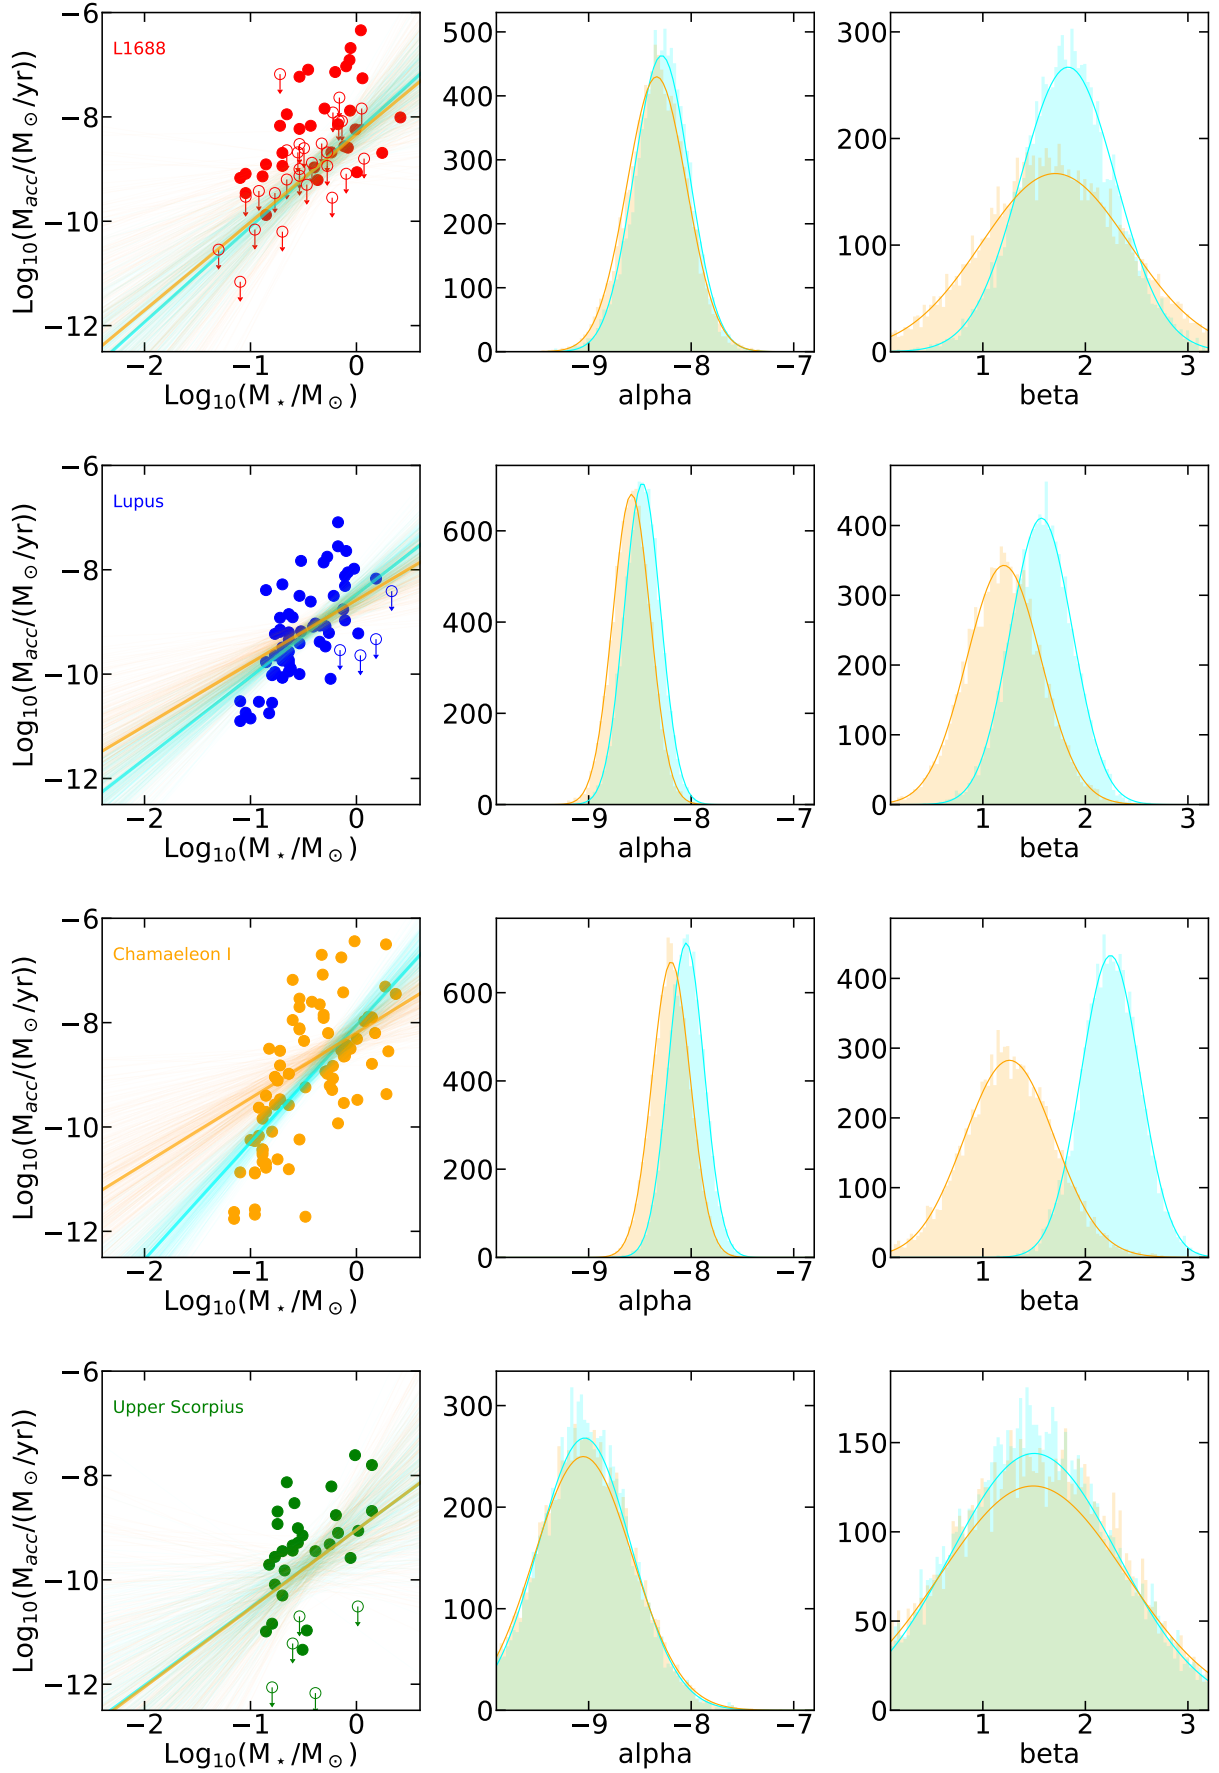 L1688
Log₁₀(M_acc/(M⊙/yr))
−6
−8
−10
−12
−2 −1 0
Log₁₀(M⋆/M⊙)
500
400
300
200
100
0
−9 −8 −7
alpha
300
200
100
0
1 2 3
beta
Lupus
Log₁₀(M_acc/(M⊙/yr))
−6
−8
−10
−12
−2 −1 0
Log₁₀(M⋆/M⊙)
600
400
200
0
−9 −8 −7
alpha
400
300
200
100
0
1 2 3
beta
Chamaeleon I
Log₁₀(M_acc/(M⊙/yr))
−6
−8
−10
−12
−2 −1 0
Log₁₀(M⋆/M⊙)
600
400
200
0
−9 −8 −7
alpha
400
300
200
100
0
1 2 3
beta
Upper Scorpius
Log₁₀(M_acc/(M⊙/yr))
−6
−8
−10
−12
−2 −1 0
Log₁₀(M⋆/M⊙)
300
200
100
0
−9 −8 −7
alpha
150
100
50
0
1 2 3
beta